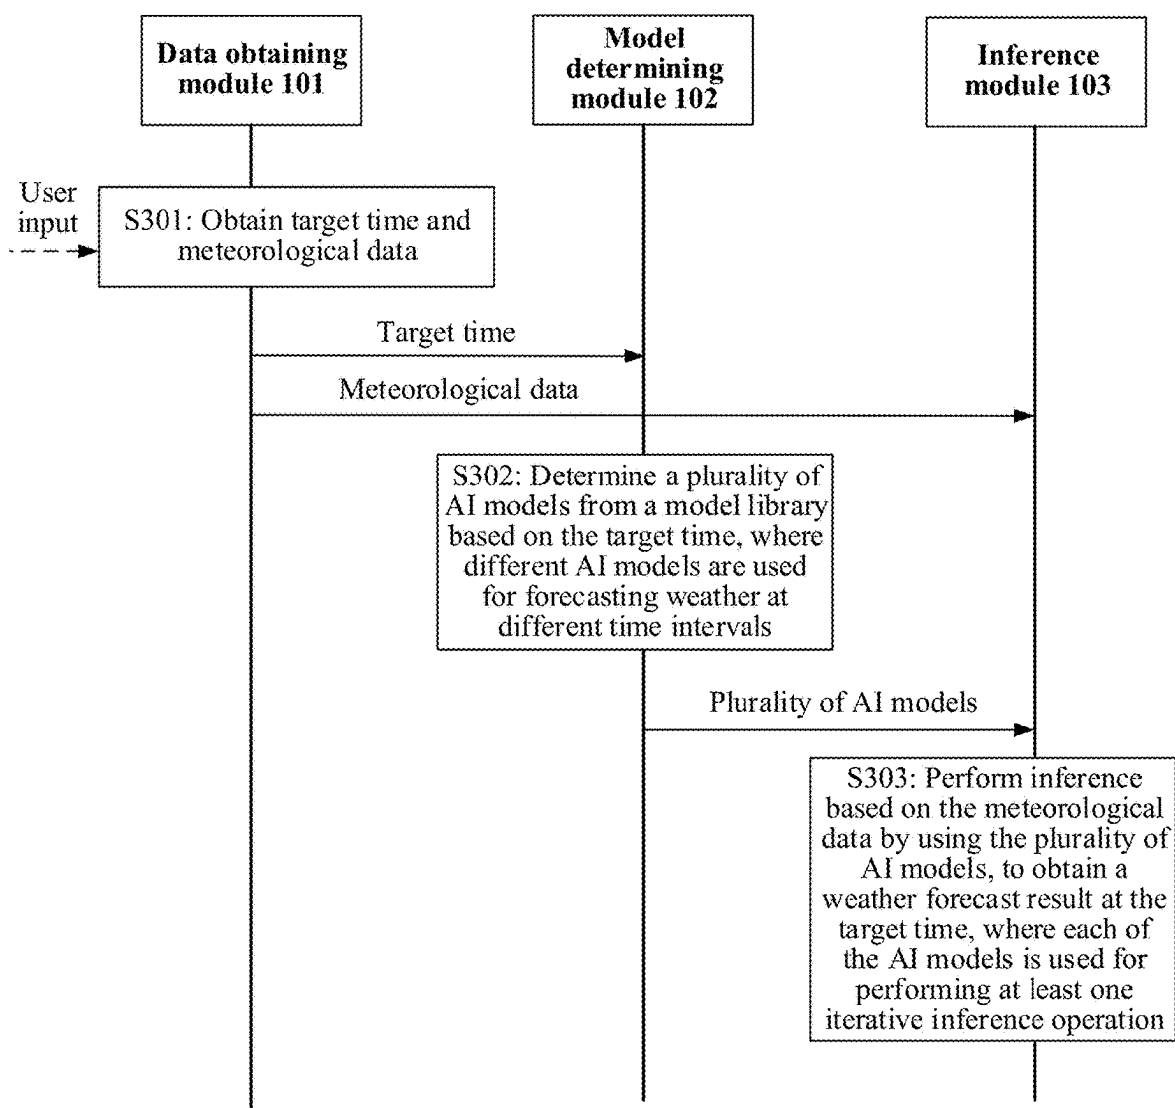 Data obtaining
module 101
Model
determining
module 102
Inference
module 103
User
input
S301: Obtain target time and
meteorological data
Target time
Meteorological data
S302: Determine a plurality of
AI models from a model library
based on the target time, where
different AI models are used
for forecasting weather at
different time intervals
Plurality of AI models
S303: Perform inference
based on the meteorological
data by using the plurality of
AI models, to obtain a
weather forecast result at the
target time, where each of
the AI models is used for
performing at least one
iterative inference operation